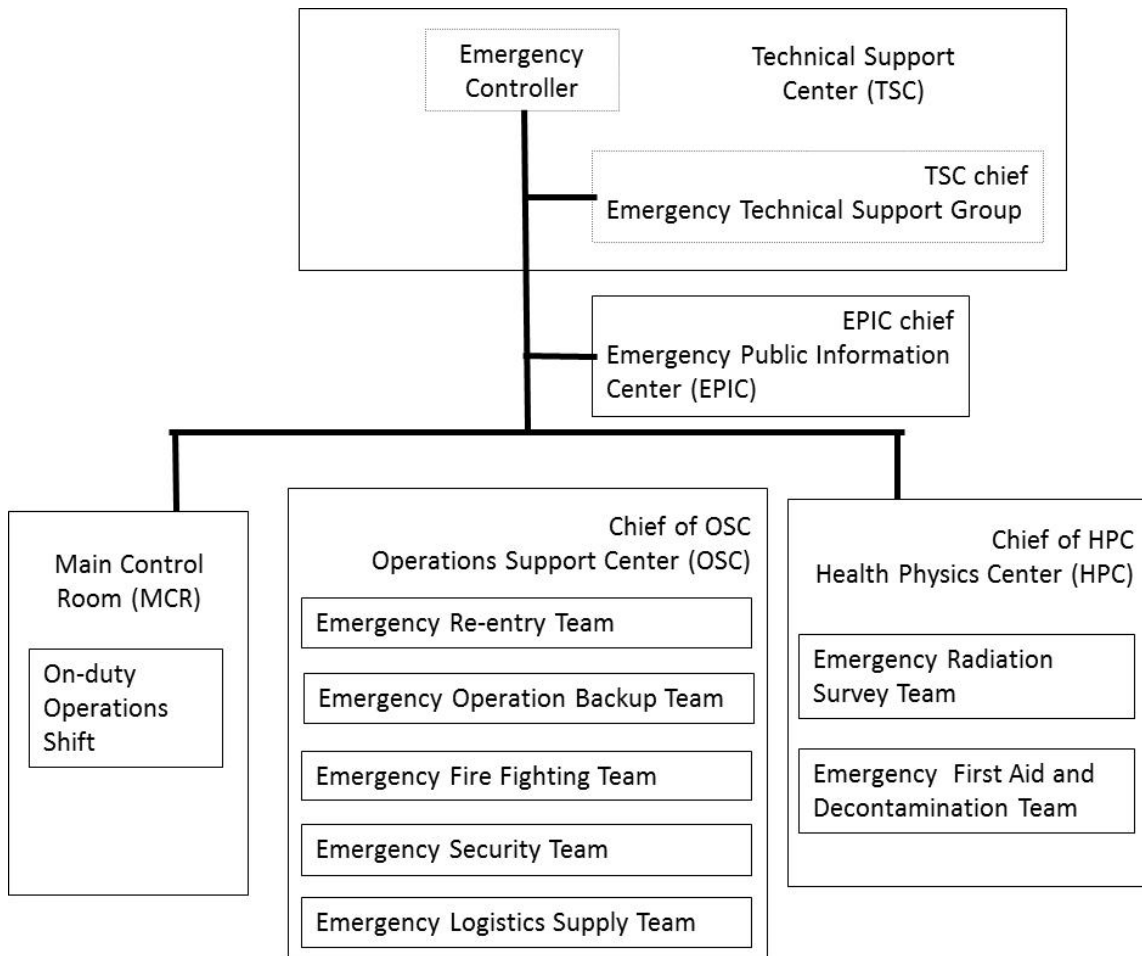 Emergency
Controller
Technical Support
Center (TSC)
TSC chief
Emergency Technical Support Group
EPIC chief
Emergency Public Information
Center (EPIC)
Main Control
Room (MCR)
On-duty
Operations
Shift
Chief of OSC
Operations Support Center (OSC)
Emergency Re-entry Team
Emergency Operation Backup Team
Emergency Fire Fighting Team
Emergency Security Team
Emergency Logistics Supply Team
Chief of HPC
Health Physics Center (HPC)
Emergency Radiation
Survey Team
Emergency First Aid and
Decontamination Team